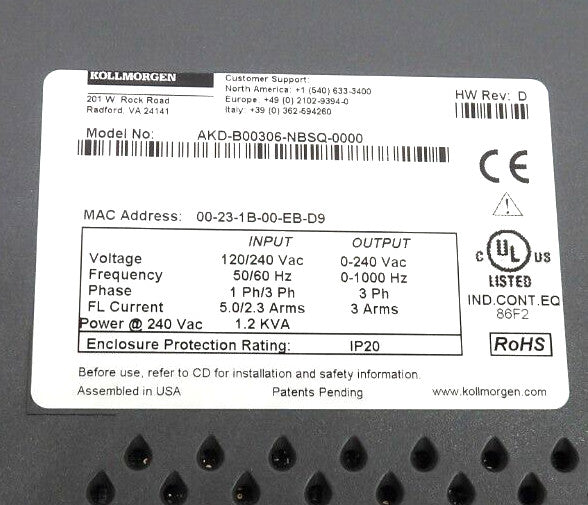 KOLLMORGEN
201 W. Rock Road
Radford, VA 24141
Customer Support:
North America: +1 (540) 633-3400
Europe: +49 (0) 2102-9394-0
Italy: +39 (0) 362-594260
HW Rev: D
Model No: AKD-B00306-NBSQ-0000
CE
MAC Address: 00-23-1B-00-EB-D9
INPUT OUTPUT
Voltage 120/240 Vac 0-240 Vac
Frequency 50/60 Hz 0-1000 Hz
Phase 1 Ph/3 Ph 3 Ph
FL Current 5.0/2.3 Arms 3 Arms
Power @ 240 Vac 1.2 KVA
Enclosure Protection Rating: IP20
C UL US
LISTED
IND.CONT.EQ
86F2
RoHS
Before use, refer to CD for installation and safety information.
Assembled in USA Patents Pending www.kollmorgen.com